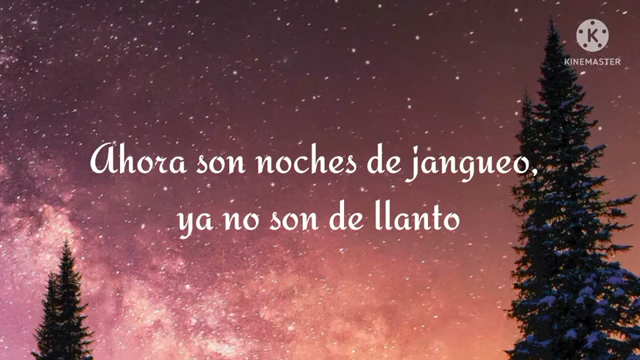 KINEMASTER
Ahora son noches de jangueo,
ya no son de llanto